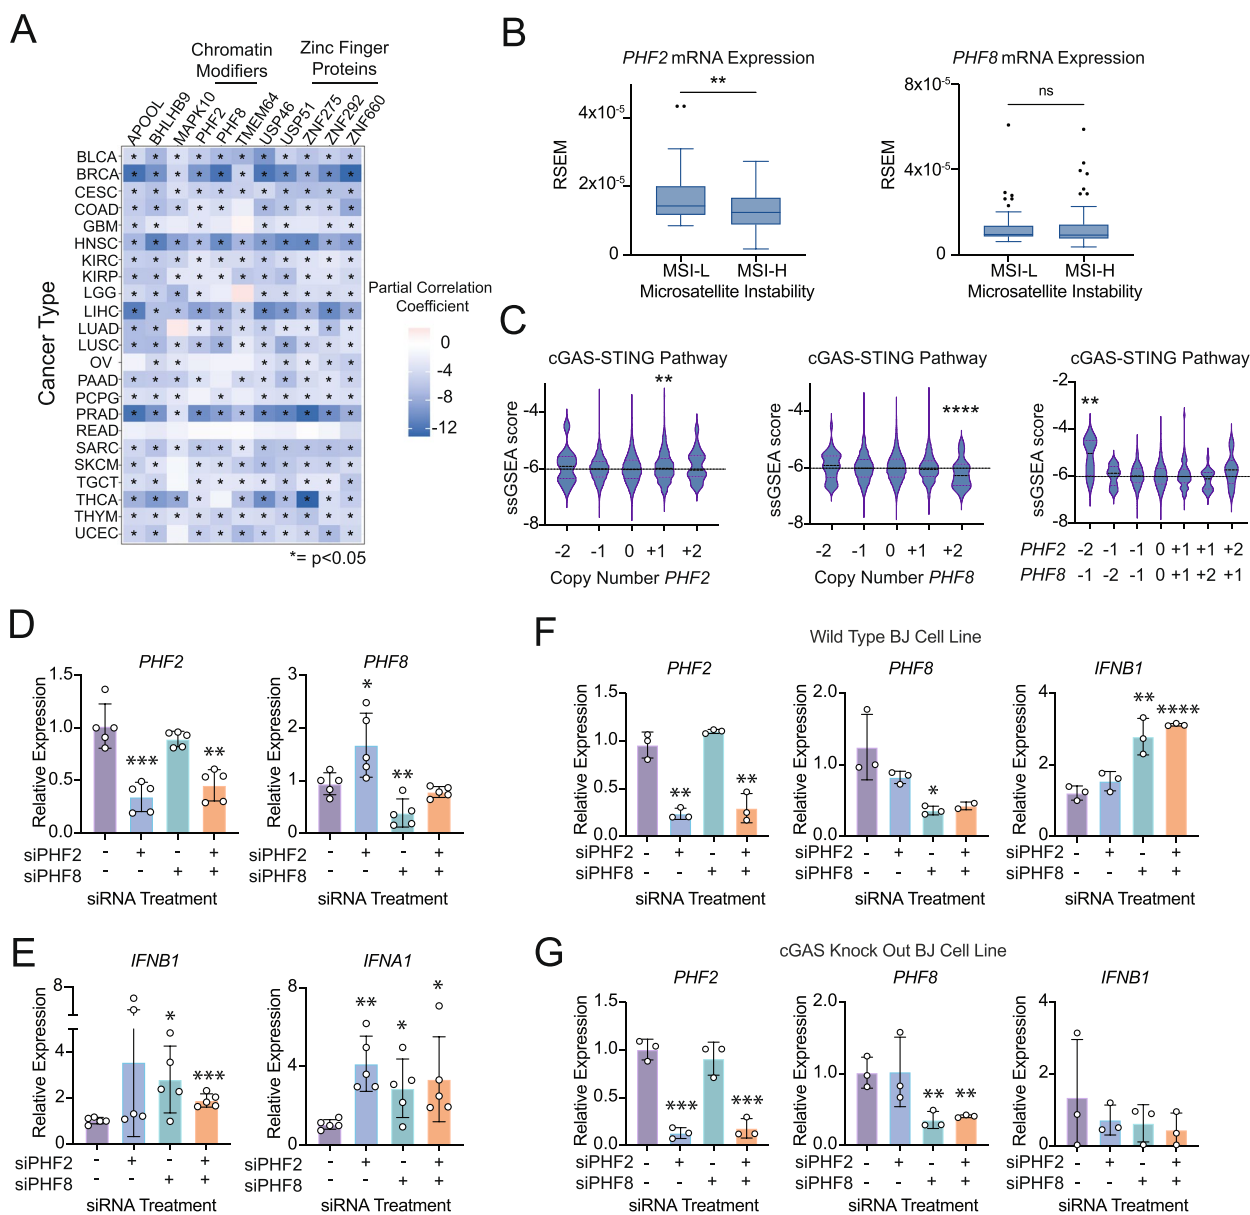 A
Chromatin
Modifiers
Zinc Finger
Proteins
APOOL
BHLHB9
MAPK10
PHF2
PHF8
TMEM64
USP46
USP51
ZNF275
ZNF292
ZNF660
BLCA
BRCA
CESC
COAD
GBM
HNSC
KIRC
KIRP
LGG
LIHC
LUAD
LUSC
OV
PAAD
PCPG
PRAD
READ
SARC
SKCM
TGCT
THCA
THYM
UCEC
Cancer Type
*= p<0.05
Partial Correlation
Coefficient
0
-4
-8
-12
B
PHF2 mRNA Expression
**
4x10-5
2x10-5
0
RSEM
MSI-L MSI-H
Microsatellite Instability
PHF8 mRNA Expression
ns
8x10-5
4x10-5
0
RSEM
MSI-L MSI-H
Microsatellite Instability
C
cGAS-STING Pathway
**
-4
-6
-8
ssGSEA score
-2 -1 0 +1 +2
Copy Number PHF2
cGAS-STING Pathway
****
-4
-6
-8
ssGSEA score
-2 -1 0 +1 +2
Copy Number PHF8
cGAS-STING Pathway
**
-2
-4
-6
-8
ssGSEA score
PHF2 -2 -1 -1 0 +1 +1 +2
PHF8 -1 -2 -1 0 +1 +2 +1
D
PHF2
1.5
1.0
0.5
0.0
Relative Expression
*** **
siPHF2 - + - +
siPHF8 - - + +
siRNA Treatment
PHF8
3
2
1
0
Relative Expression
* **
- + - +
- - + +
siRNA Treatment
E
IFNB1
8
4
2
0
Relative Expression
* ***
siPHF2 - + - +
siPHF8 - - + +
siRNA Treatment
IFNA1
8
4
0
Relative Expression
** * *
- + - +
- - + +
siRNA Treatment
F
Wild Type BJ Cell Line
PHF2
1.5
1.0
0.5
0.0
Relative Expression
** **
siPHF2 - + - +
siPHF8 - - + +
siRNA Treatment
PHF8
2.0
1.0
0.0
Relative Expression
*
siPHF2 - + - +
siPHF8 - - + +
siRNA Treatment
IFNB1
4
2
0
Relative Expression
** ****
siPHF2 - + - +
siPHF8 - - + +
siRNA Treatment
G
cGAS Knock Out BJ Cell Line
PHF2
1.5
1.0
0.5
0.0
Relative Expression
*** ***
siPHF2 - + - +
siPHF8 - - + +
siRNA Treatment
PHF8
2.0
1.0
0.0
Relative Expression
** **
siPHF2 - + - +
siPHF8 - - + +
siRNA Treatment
IFNB1
4
2
0
Relative Expression
siPHF2 - + - +
siPHF8 - - + +
siRNA Treatment